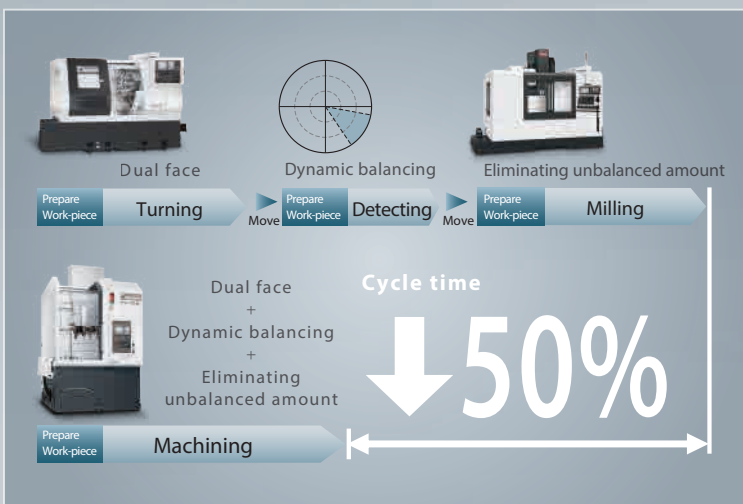 Dual face
Dynamic balancing
Eliminating unbalanced amount
Prepare
Work-piece
Turning
Move
Prepare
Work-piece
Detecting
Move
Prepare
Work-piece
Milling
Dual face
+
Dynamic balancing
+
Eliminating
unbalanced amount
Cycle time
50%
Prepare
Work-piece
Machining